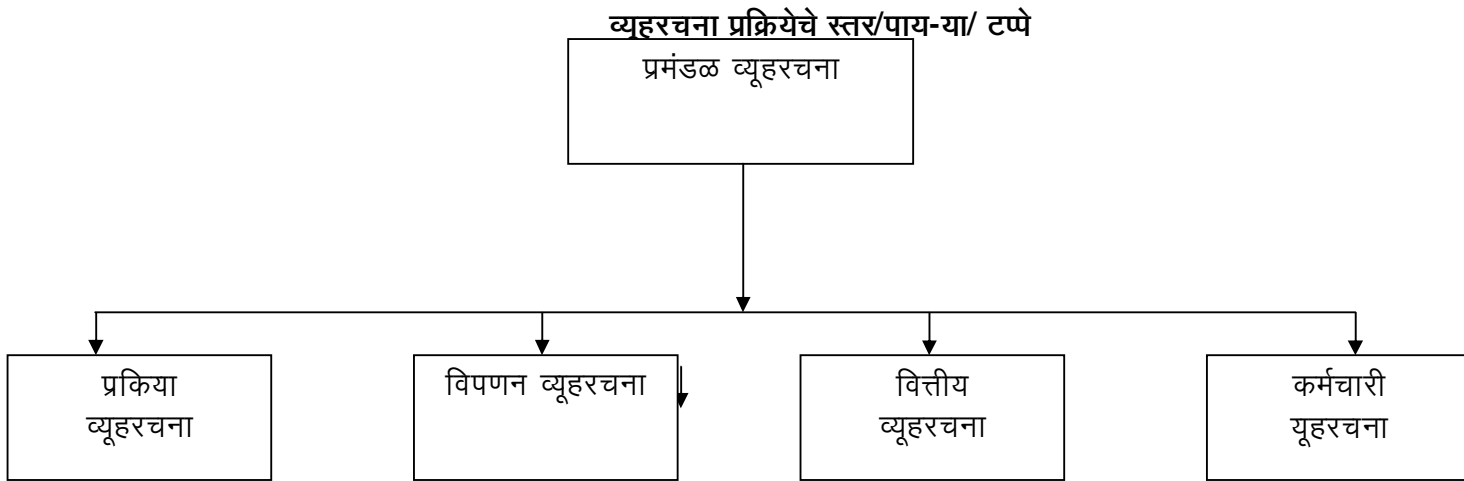 व्यूहरचना प्रक्रियेचे स्तर/पाय-या/ टप्पे
प्रमंडळ व्यूहरचना
प्रकिया
व्यूहरचना
विपणन व्यूहरचना
वित्तीय
व्यूहरचना
कर्मचारी
यूहरचना